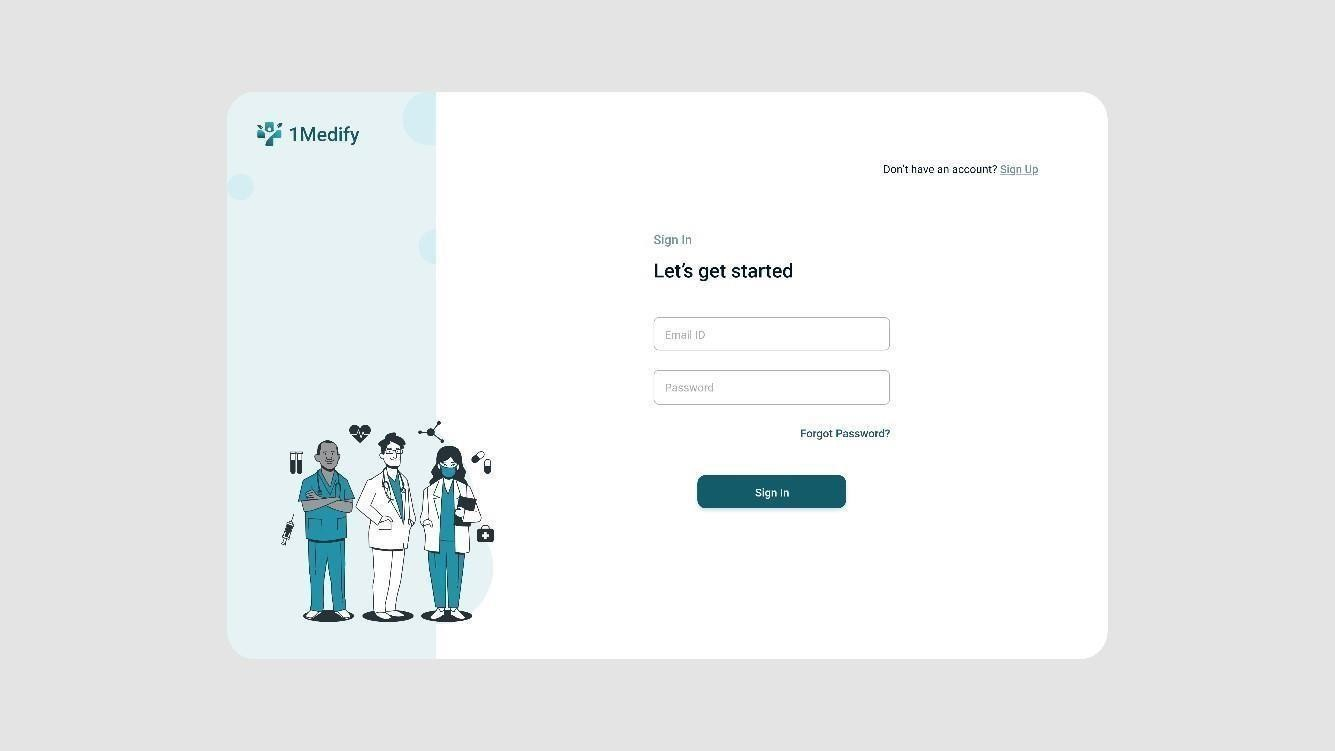 1Medify
Don't have an account? Sign Up
Sign In
Let's get started
Email ID
Password
Forgot Password?
Sign In